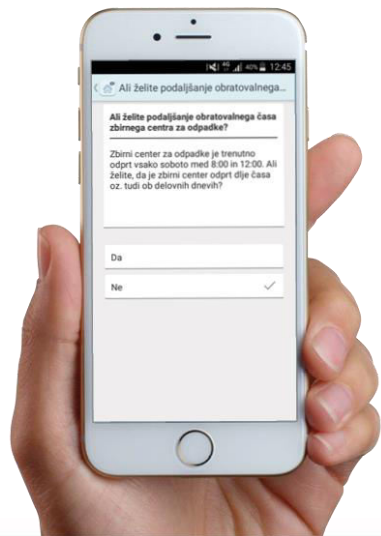 40% 12:45
Ali želite podaljšanje obratovalnega...
Ali želite podaljšanje obratovalnega časa
zbirnega centra za odpadke?
Zbirni center za odpadke je trenutno
odprt vsako soboto med 8:00 in 12:00. Ali
želite, da je zbirni center odprt dlje časa
oz. tudi ob delovnih dnevih?
Da
Ne